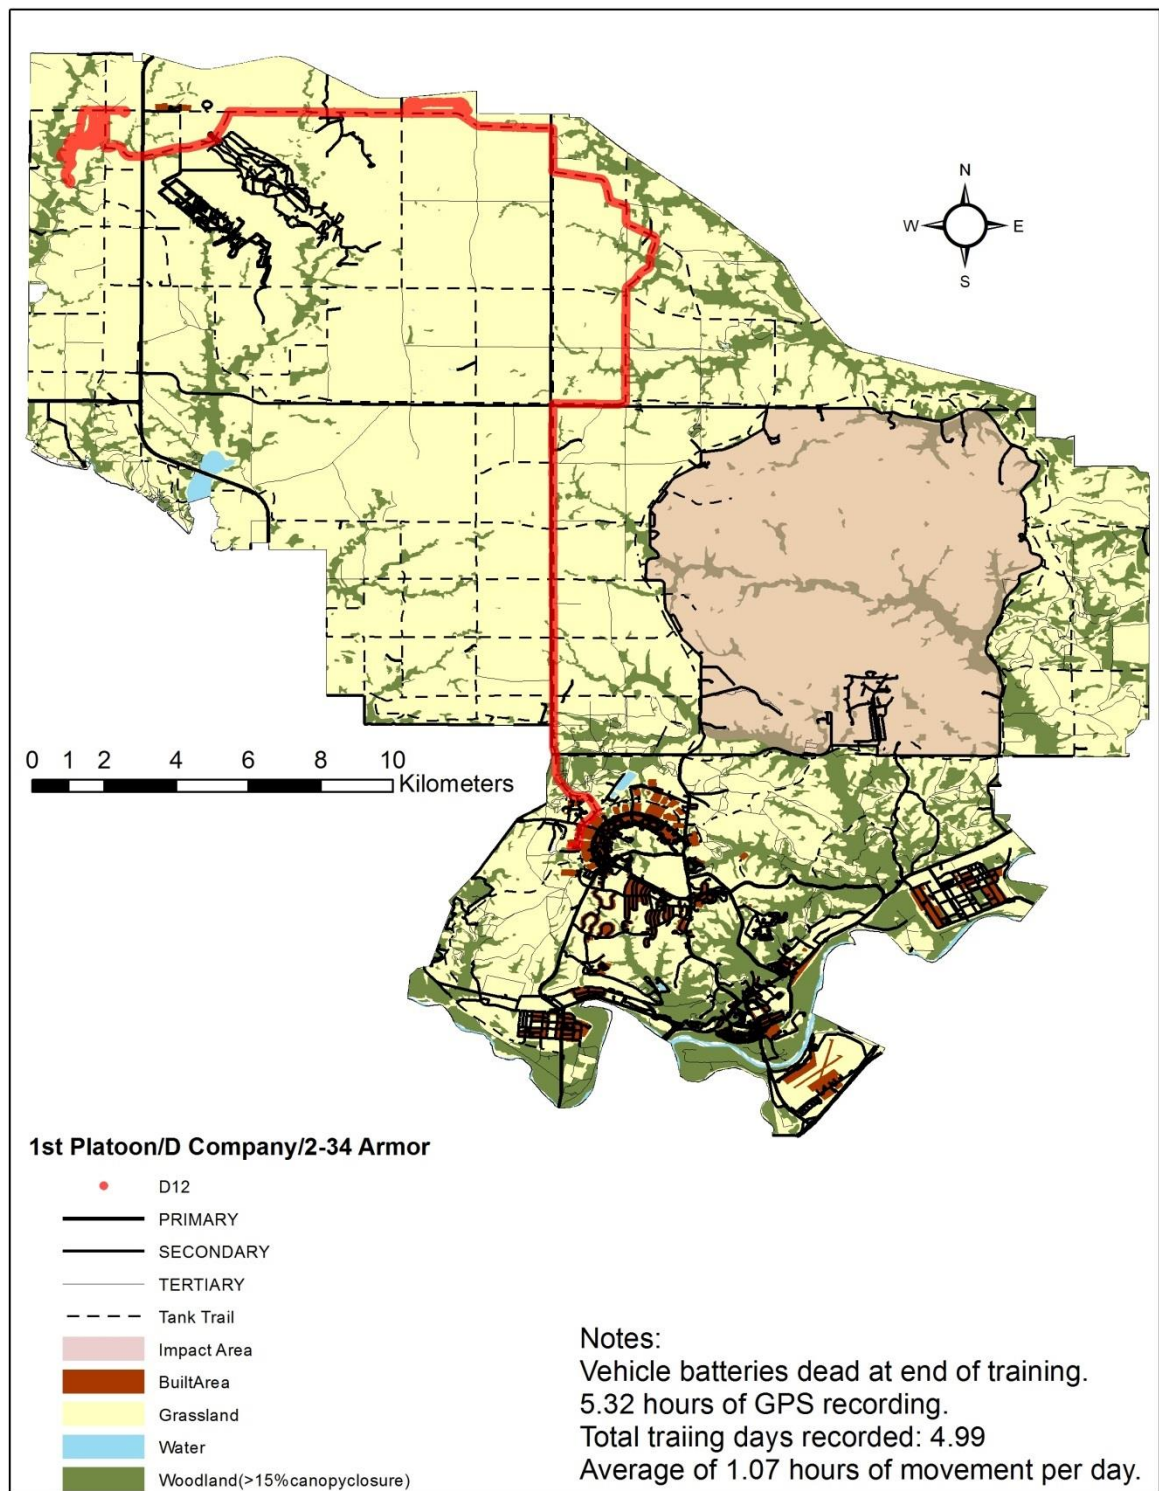 N
W E
S
0 1 2 4 6 8 10
Kilometers
1st Platoon/D Company/2-34 Armor
D12
PRIMARY
SECONDARY
TERTIARY
Tank Trail
Impact Area
BuiltArea
Grassland
Water
Woodland(>15%canopyclosure)
Notes:
Vehicle batteries dead at end of training.
5.32 hours of GPS recording.
Total traiing days recorded: 4.99
Average of 1.07 hours of movement per day.